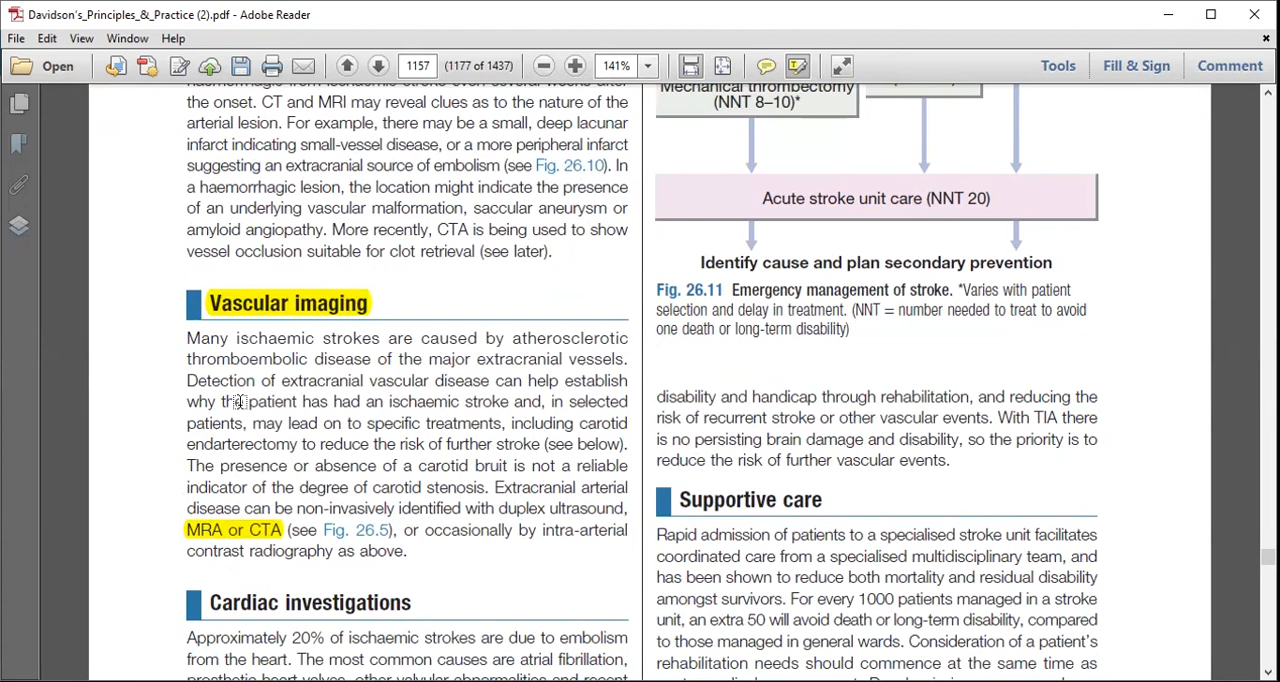 Davidson's_Principles_&_Practice (2).pdf - Adobe Reader
File Edit View Window Help
Open 1157 (1177 of 1437) 141% Tools Fill & Sign Comment
haemorrhagic from ischaemic stroke even several weeks after
the onset. CT and MRI may reveal clues as to the nature of the
arterial lesion. For example, there may be a small, deep lacunar
infarct indicating small-vessel disease, or a more peripheral infarct
suggesting an extracranial source of embolism (see Fig. 26.10). In
a haemorrhagic lesion, the location might indicate the presence
of an underlying vascular malformation, saccular aneurysm or
amyloid angiopathy. More recently, CTA is being used to show
vessel occlusion suitable for clot retrieval (see later).
Vascular imaging
Many ischaemic strokes are caused by atherosclerotic
thromboembolic disease of the major extracranial vessels.
Detection of extracranial vascular disease can help establish
why the patient has had an ischaemic stroke and, in selected
patients, may lead on to specific treatments, including carotid
endarterectomy to reduce the risk of further stroke (see below).
The presence or absence of a carotid bruit is not a reliable
indicator of the degree of carotid stenosis. Extracranial arterial
disease can be non-invasively identified with duplex ultrasound,
MRA or CTA (see Fig. 26.5), or occasionally by intra-arterial
contrast radiography as above.
Cardiac investigations
Approximately 20% of ischaemic strokes are due to embolism
from the heart. The most common causes are atrial fibrillation,
prosthetic heart valves, other valvular abnormalities and recent
Mechanical thrombectomy
(NNT 8–10)*
Acute stroke unit care (NNT 20)
Identify cause and plan secondary prevention
Fig. 26.11 Emergency management of stroke. *Varies with patient
selection and delay in treatment. (NNT = number needed to treat to avoid
one death or long-term disability)
disability and handicap through rehabilitation, and reducing the
risk of recurrent stroke or other vascular events. With TIA there
is no persisting brain damage and disability, so the priority is to
reduce the risk of further vascular events.
Supportive care
Rapid admission of patients to a specialised stroke unit facilitates
coordinated care from a specialised multidisciplinary team, and
has been shown to reduce both mortality and residual disability
amongst survivors. For every 1000 patients managed in a stroke
unit, an extra 50 will avoid death or long-term disability, compared
to those managed in general wards. Consideration of a patient's
rehabilitation needs should commence at the same time as